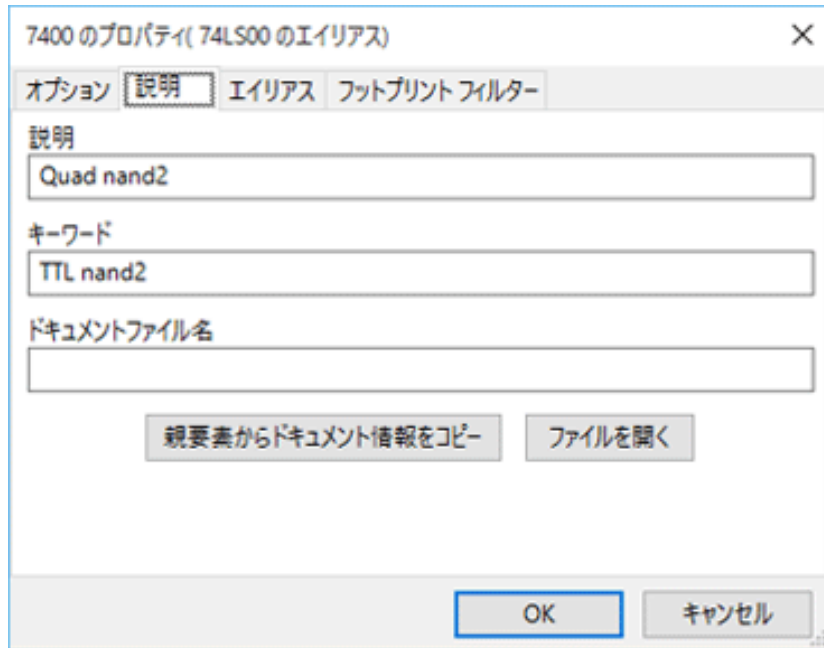 7400 のプロパティ( 74LS00 のエイリアス)
オプション 説明 エイリアス フットプリント フィルター
説明
Quad nand2
キーワード
TTL nand2
ドキュメントファイル名
親要素からドキュメント情報をコピー ファイルを開く
OK キャンセル